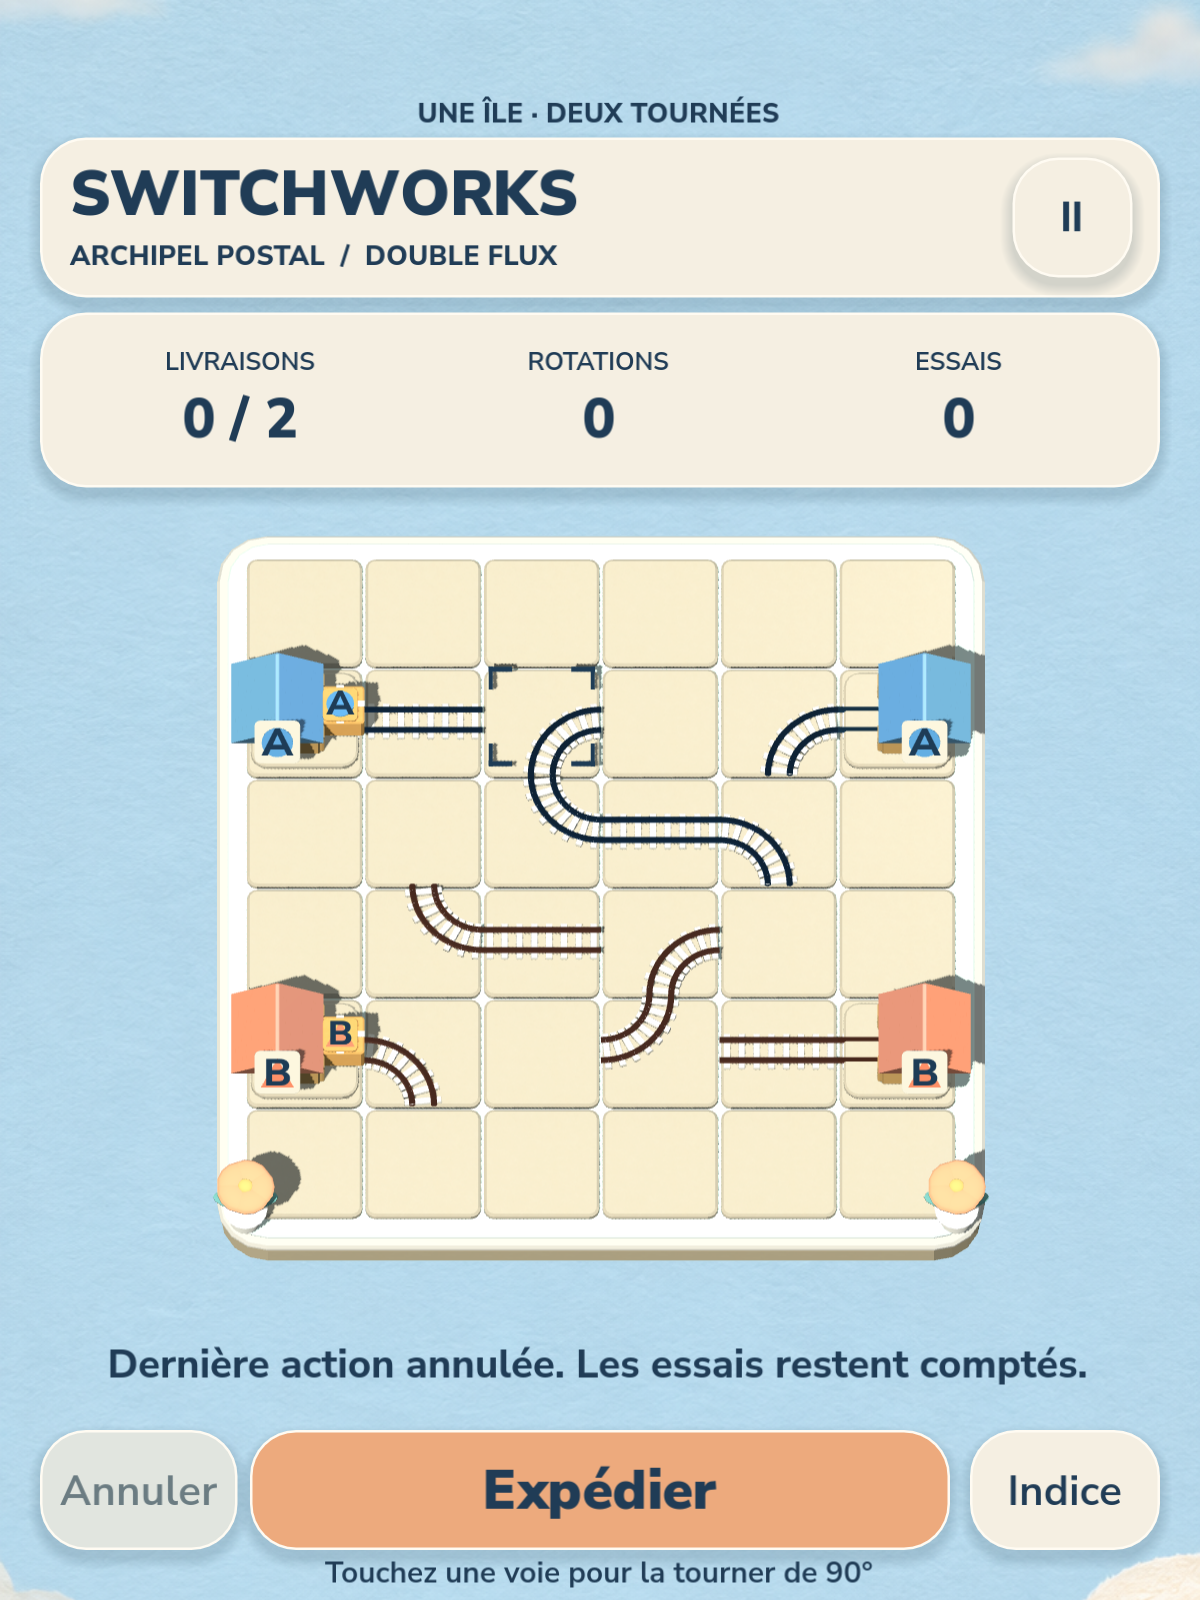 UNE ÎLE · DEUX TOURNÉES
SWITCHWORKS
II
ARCHIPEL POSTAL / DOUBLE FLUX
LIVRAISONS
ROTATIONS
ESSAIS
0 / 2
0
0
A
A
A
B
B
B
Dernière action annulée. Les essais restent comptés.
Annuler
Expédier
Indice
Touchez une voie pour la tourner de 90°